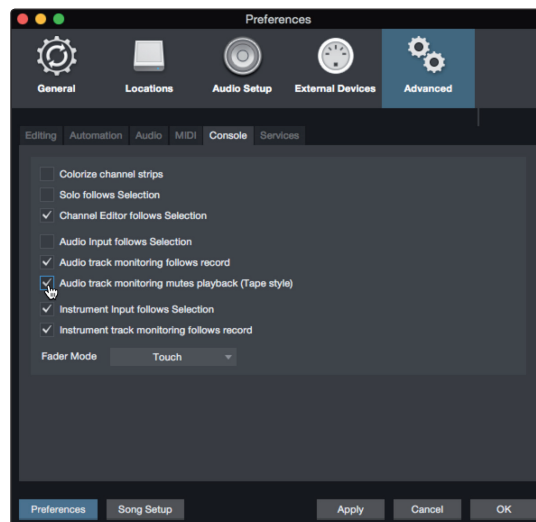 Preferences
General Locations Audio Setup External Devices Advanced
Editing Automation Audio MIDI Console Services
Colorize channel strips
Solo follows Selection
Channel Editor follows Selection
Audio Input follows Selection
Audio track monitoring follows record
Audio track monitoring mutes playback (Tape style)
Instrument Input follows Selection
Instrument track monitoring follows record
Fader Mode Touch
Preferences Song Setup Apply Cancel OK